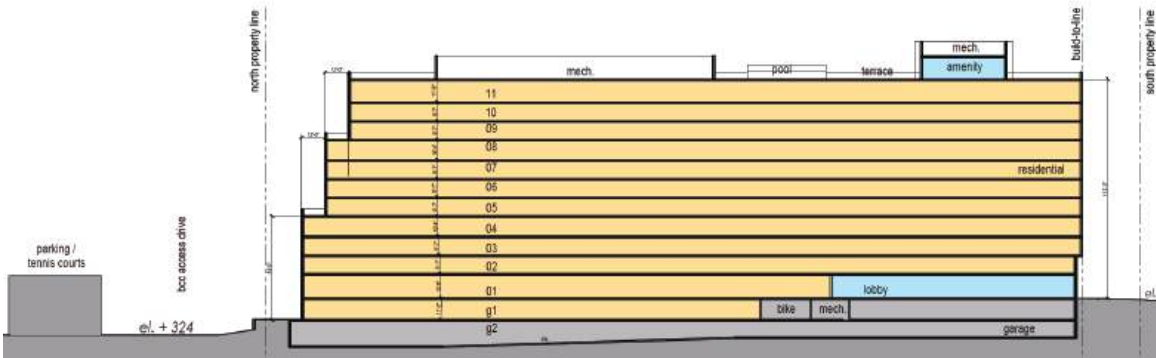 north property line
build-to-line
south property line
mech.
mech.
pool
terrace
amenity
11
10
09
08
07
residential
06
05
04
03
02
01
lobby
g1
bike
mech.
g2
garage
parking /
tennis courts
bcc access drive
el. + 324
el.